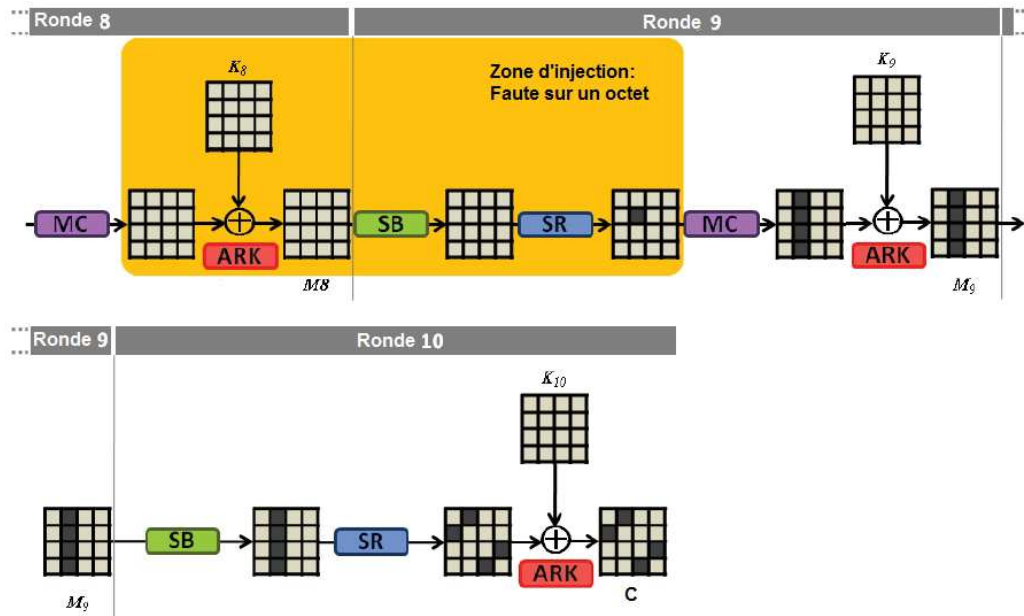 Ronde 8
Ronde 9
K8
Zone d'injection:
Faute sur un octet
K9
MC
ARK
M8
SB
SR
MC
ARK
M9
Ronde 9
Ronde 10
K10
M9
SB
SR
ARK
C